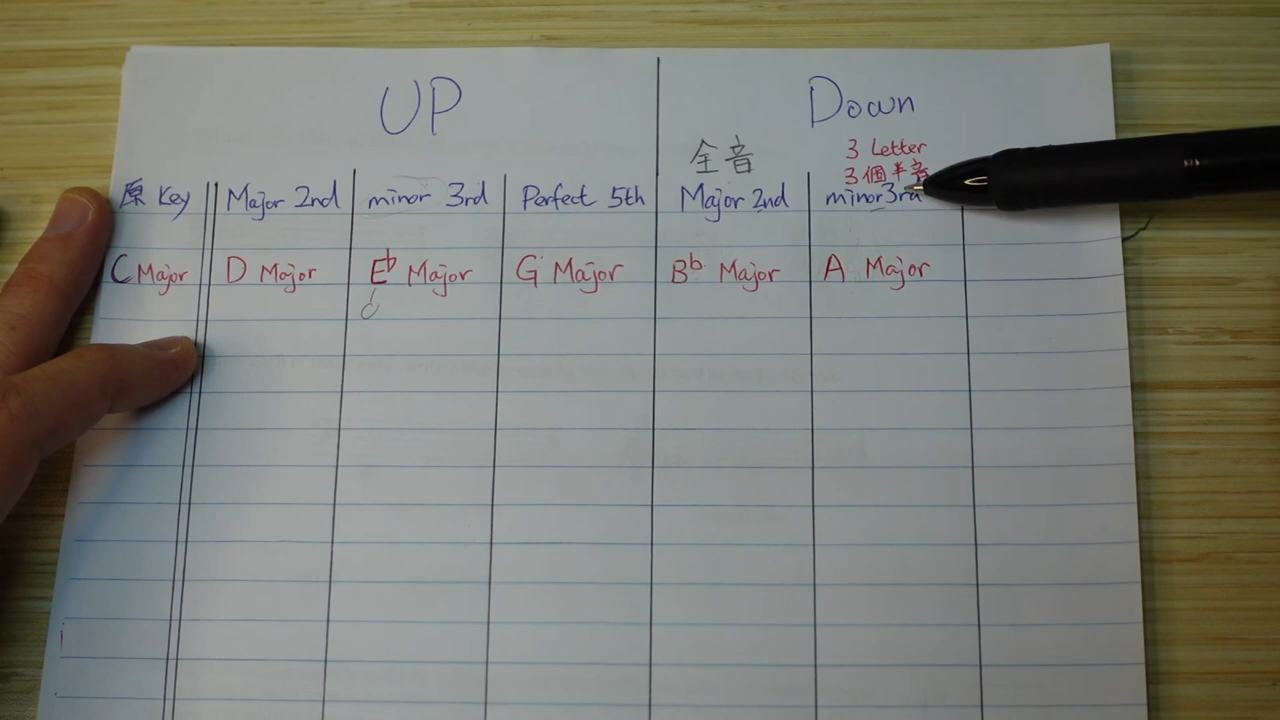 UP
Down
全音
3 Letter
3個半音
原 Key
Major 2nd
minor 3rd
Perfect 5th
Major 2nd
minor 3rd
C Major
D Major
E♭ Major
G Major
B♭ Major
A Major